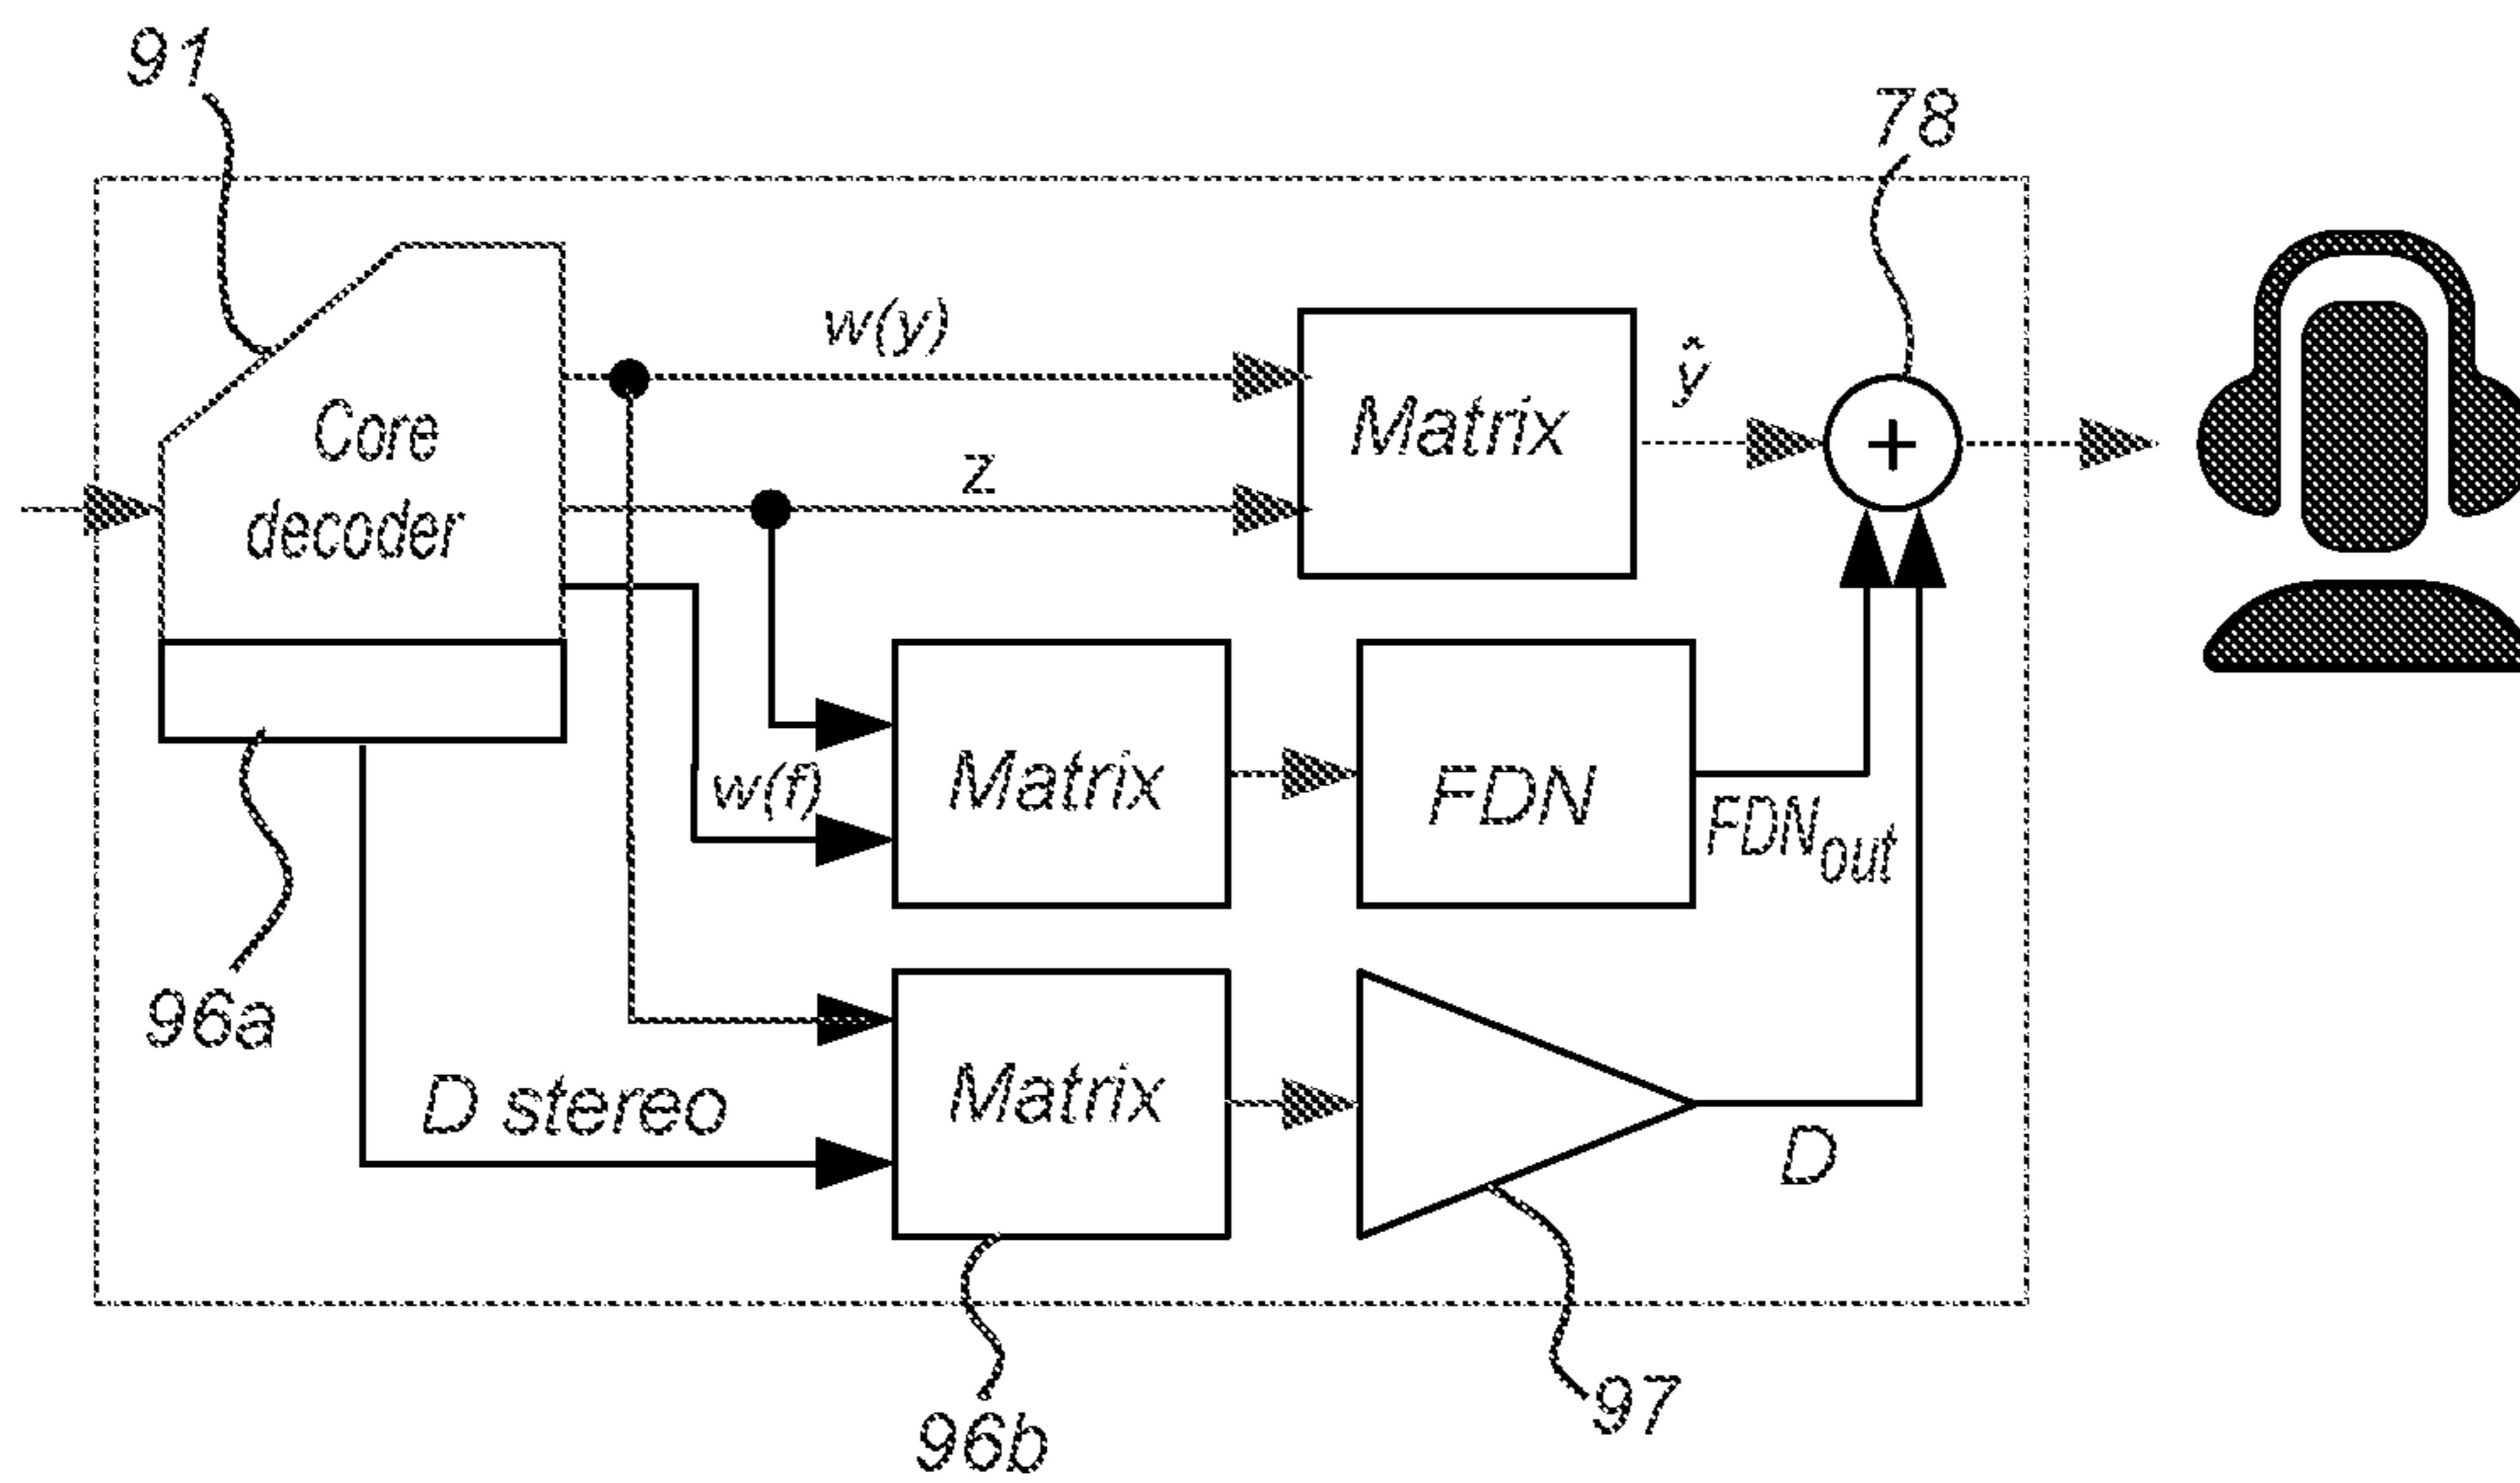 91
78
w(y)
Core
decoder
z
Matrix
ŷ
+
w(f)
Matrix
FDN
FDNout
96a
D stereo
Matrix
D
96b
97